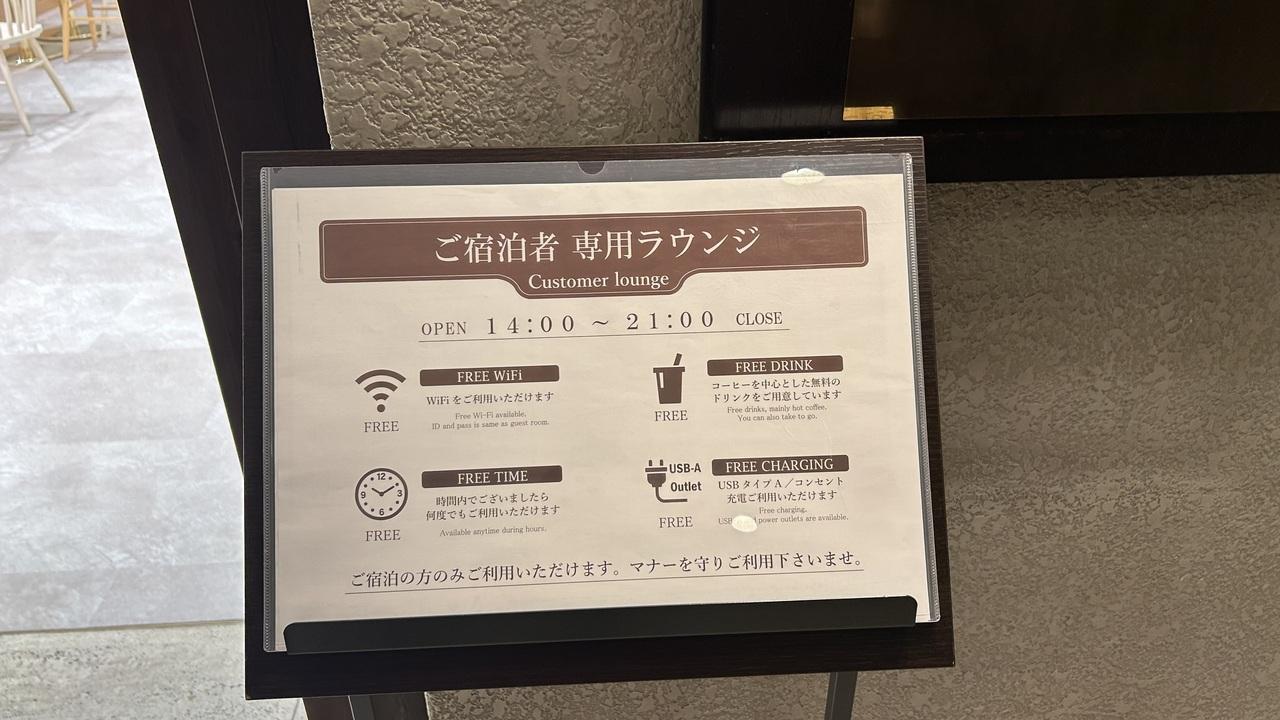 ご宿泊者 専用ラウンジ
Customer lounge
OPEN 14:00 ~ 21:00 CLOSE
FREE WiFi
WiFi をご利用いただけます
Free Wi-Fi available.
ID and pass is same as guest room.
FREE
FREE DRINK
コーヒーを中心とした無料の
ドリンクをご用意しています
Free drinks, mainly hot coffee.
You can also take to go.
FREE
FREE TIME
時間内でございましたら
何度でもご利用いただけます
Available anytime during hours.
12
3
6
9
FREE
FREE CHARGING
USB タイプ A ／コンセント
充電ご利用いただけます
Free charging.
USB power outlets are available.
USB-A
Outlet
FREE
ご宿泊の方のみご利用いただけます。マナーを守りご利用下さいませ。